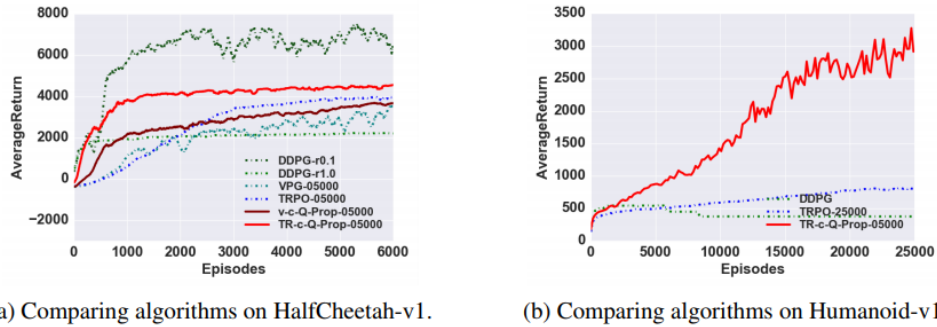 8000
6000
4000
2000
0
−2000
AverageReturn
DDPG-r0.1
DDPG-r1.0
VPG-05000
TRPO-05000
v-c-Q-Prop-05000
TR-c-Q-Prop-05000
0 1000 2000 3000 4000 5000 6000
Episodes
3500
3000
2500
2000
1500
1000
500
0
AverageReturn
DDPG
TRPO-25000
TR-c-Q-Prop-05000
0 5000 10000 15000 20000 25000
Episodes
a) Comparing algorithms on HalfCheetah-v1.
(b) Comparing algorithms on Humanoid-v1